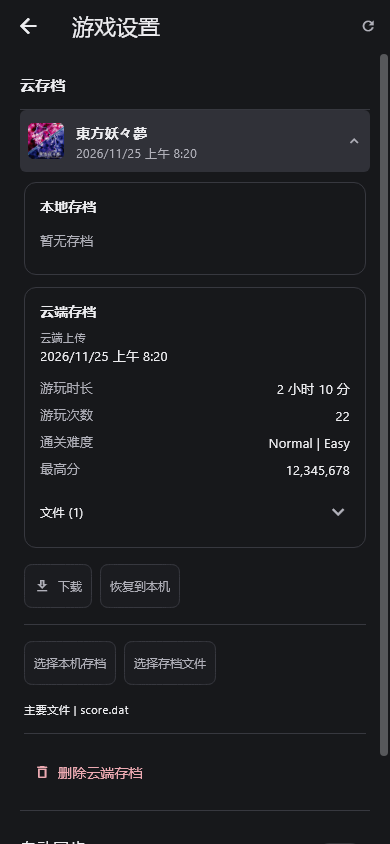 游戏设置
云存档
東方妖々夢
2026/11/25 上午 8:20
本地存档
暂无存档
云端存档
云端上传
2026/11/25 上午 8:20
游玩时长 2 小时 10 分
游玩次数 22
通关难度 Normal | Easy
最高分 12,345,678
文件 (1)
下载 恢复到本机
选择本机存档 选择存档文件
主要文件 | score.dat
删除云端存档